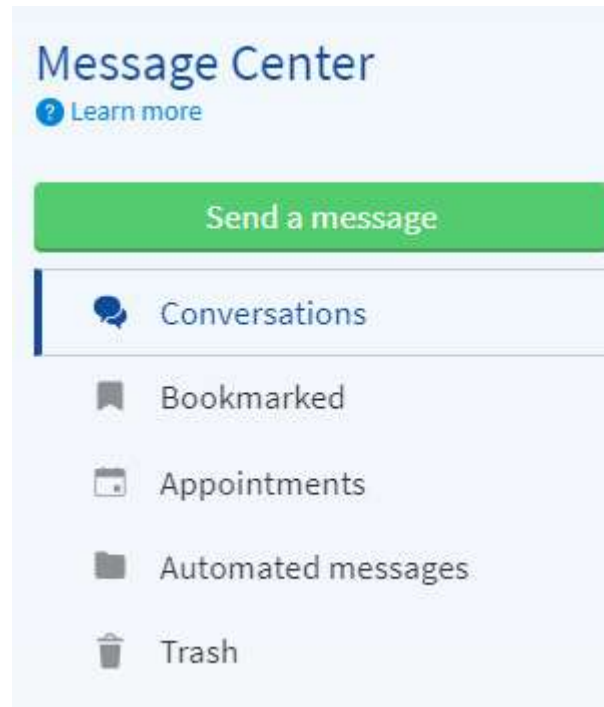 Message Center
? Learn more
Send a message
Conversations
Bookmarked
Appointments
Automated messages
Trash